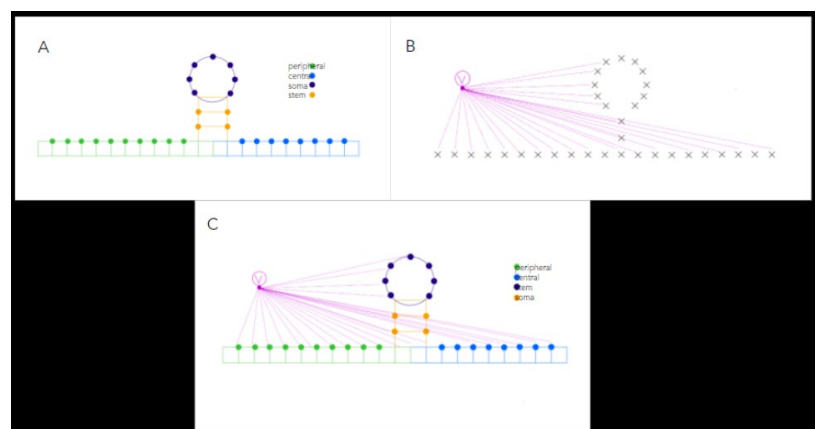 A
peripheral
central
soma
stem
B
V
C
V
peripheral
central
stem
soma